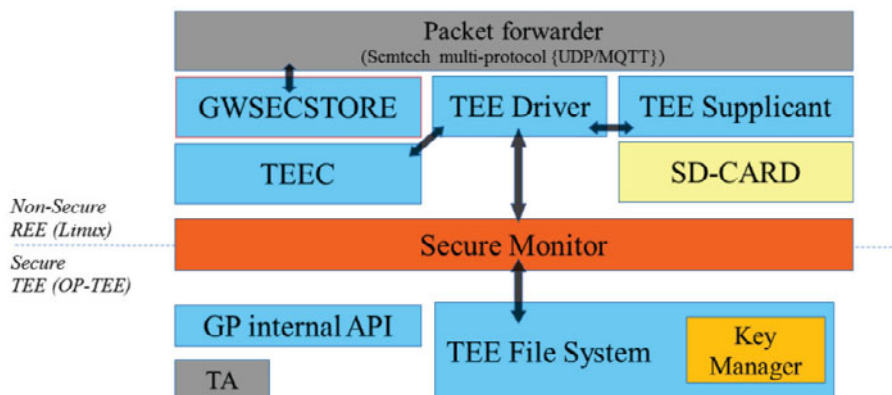 Packet forwarder
(Semtech multi-protocol {UDP/MQTT})
GWSECSTORE
TEE Driver
TEE Supplicant
TEEC
SD-CARD
Non-Secure
REE (Linux)
Secure Monitor
Secure
TEE (OP-TEE)
GP internal API
TEE File System
Key
Manager
TA